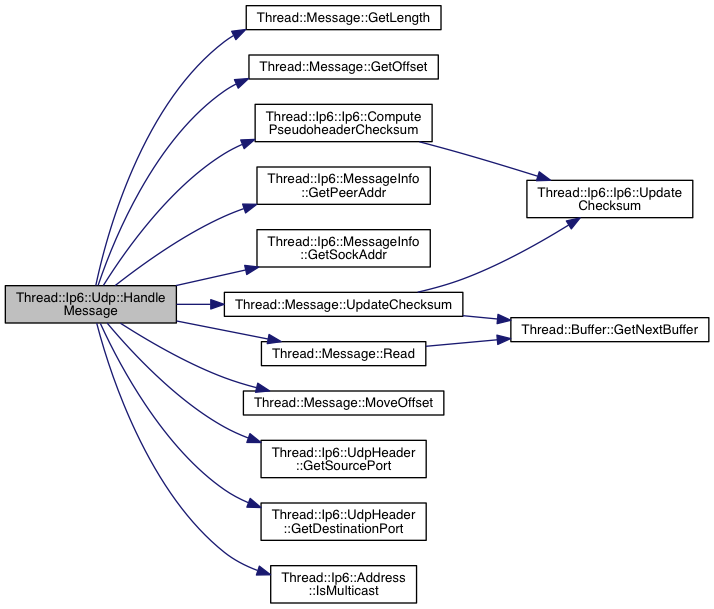 Thread::Message::GetLength
Thread::Message::GetOffset
Thread::Ip6::Ip6::Compute
PseudoheaderChecksum
Thread::Ip6::MessageInfo
::GetPeerAddr
Thread::Ip6::Ip6::Update
Checksum
Thread::Ip6::MessageInfo
::GetSockAddr
Thread::Ip6::Udp::Handle
Message
Thread::Message::UpdateChecksum
Thread::Buffer::GetNextBuffer
Thread::Message::Read
Thread::Message::MoveOffset
Thread::Ip6::UdpHeader
::GetSourcePort
Thread::Ip6::UdpHeader
::GetDestinationPort
Thread::Ip6::Address
::IsMulticast